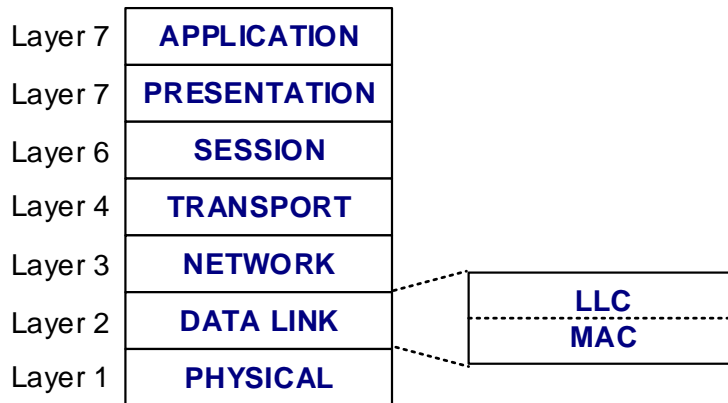 Layer 7 APPLICATION
Layer 7 PRESENTATION
Layer 6 SESSION
Layer 4 TRANSPORT
Layer 3 NETWORK
Layer 2 DATA LINK
Layer 1 PHYSICAL
LLC
MAC